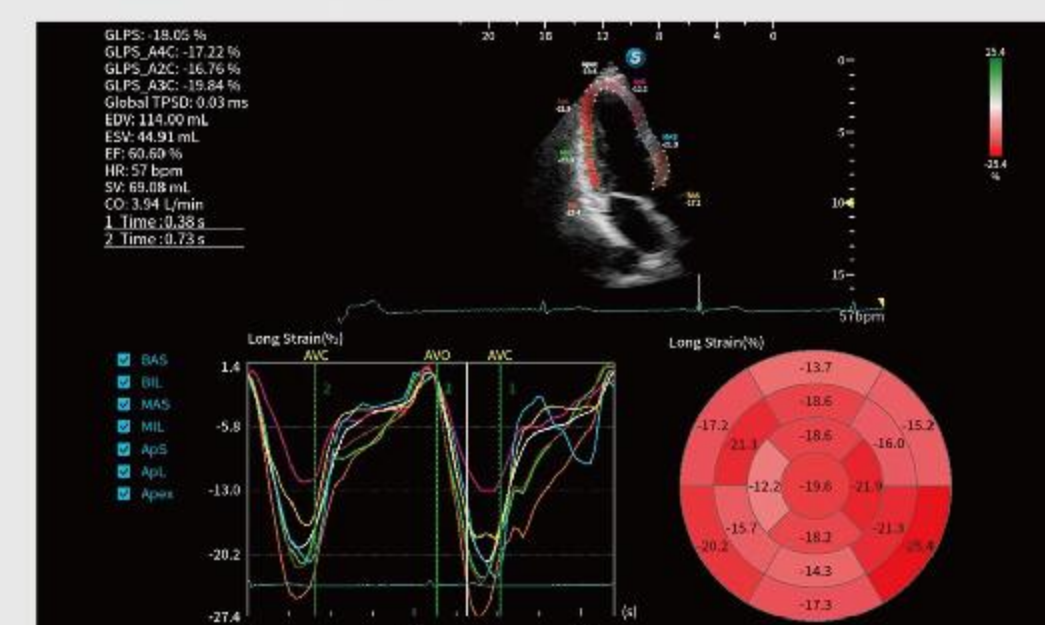 GLPS: -18.05 %
GLPS_A4C: -17.22 %
GLPS_A2C: -16.76 %
GLPS_A3C: -19.84 %
Global TPSD: 0.03 ms
EDV: 114.00 mL
ESV: 44.91 mL
EF: 60.60 %
HR: 57 bpm
SV: 69.08 mL
CO: 3.94 L/min
1 Time :0.38 s
2 Time :0.73 s
20 16 12 8 4 0
S
0
5
10
15
25.4
-25.4
%
57bpm
Long Strain(%)
AVC AVO AVC
1.4
-5.8
-13.0
-20.2
-27.4
2 1 1
(s)
BAS
BIL
MAS
MIL
ApS
ApL
Apex
Long Strain(%)
-13.7
-18.6
-17.2 -18.6 -15.2
-21.3 -16.0
-12.2 -19.6 -21.9
-15.7 -18.2 -21.3
-20.2 -25.4
-14.3
-17.3